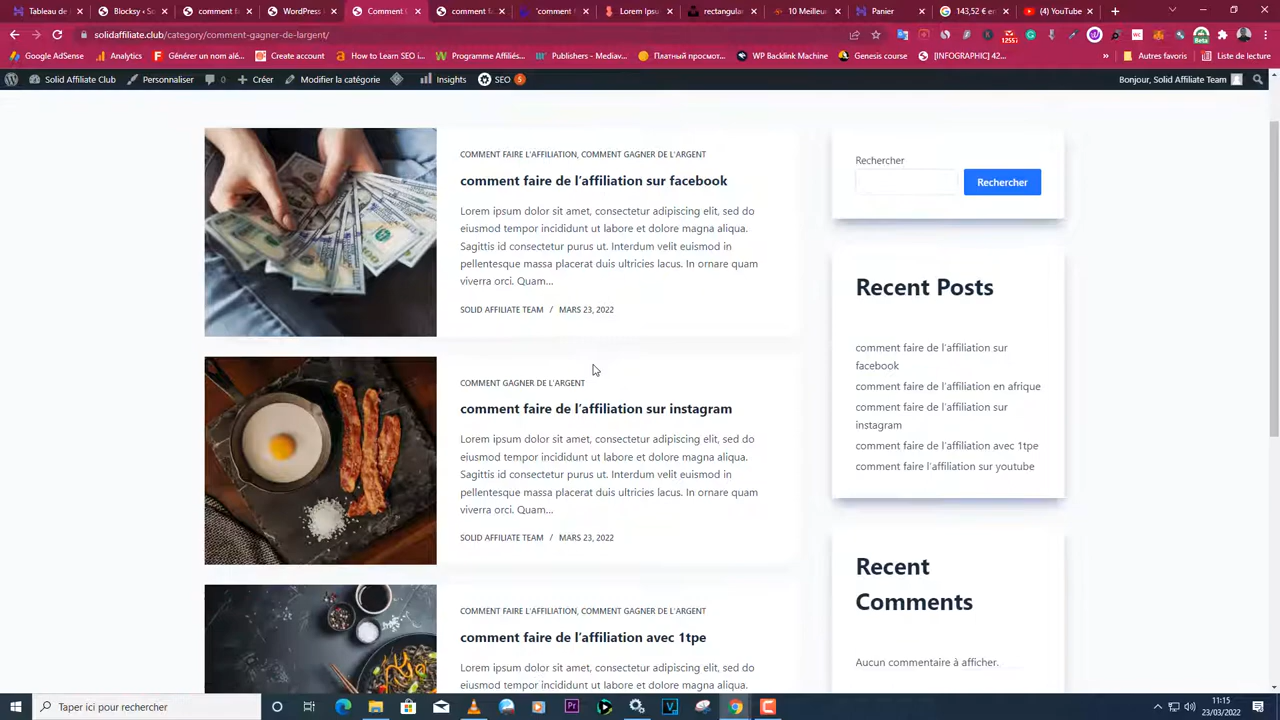 Tableau de
Blocksy - S
WordPress
Comment
comment f
comment f
Lorem Ipsu
rectangular
10 Meilleur
Panier
143,52 € en
(4) YouTube
solidaffiliate.club/category/comment-gagner-de-largent/
1255
Beta
Google AdSense
Analytics
Générer un nom alé...
Create account
How to Learn SEO i...
Programme Affiliés...
Publishers - Mediav...
Платный просмотр...
WP Backlink Machine
Genesis course
[INFOGRAPHIC] 42...
»
Autres favoris
Liste de lecture
Solid Affiliate Club
Personnaliser
0
Créer
Modifier la catégorie
Insights
SEO
5
Bonjour, Solid Affiliate Team
COMMENT FAIRE L'AFFILIATION, COMMENT GAGNER DE L'ARGENT
comment faire de l'affiliation sur facebook
Lorem ipsum dolor sit amet, consectetur adipiscing elit, sed do
eiusmod tempor incididunt ut labore et dolore magna aliqua.
Sagittis id consectetur purus ut. Interdum velit euismod in
pellentesque massa placerat duis ultricies lacus. In ornare quam
viverra orci. Quam...
SOLID AFFILIATE TEAM / MARS 23, 2022
COMMENT GAGNER DE L'ARGENT
comment faire de l'affiliation sur instagram
Lorem ipsum dolor sit amet, consectetur adipiscing elit, sed do
eiusmod tempor incididunt ut labore et dolore magna aliqua.
Sagittis id consectetur purus ut. Interdum velit euismod in
pellentesque massa placerat duis ultricies lacus. In ornare quam
viverra orci. Quam...
SOLID AFFILIATE TEAM / MARS 23, 2022
COMMENT FAIRE L'AFFILIATION, COMMENT GAGNER DE L'ARGENT
comment faire de l'affiliation avec 1tpe
Lorem ipsum dolor sit amet, consectetur adipiscing elit, sed do
eiusmod tempor incididunt ut labore et dolore magna aliqua.
Rechercher
Rechercher
Recent Posts
comment faire de l'affiliation sur
facebook
comment faire de l'affiliation en afrique
comment faire de l'affiliation sur
instagram
comment faire de l'affiliation avec 1tpe
comment faire l'affiliation sur youtube
Recent
Comments
Aucun commentaire à afficher.
Taper ici pour rechercher
11:15
23/03/2022